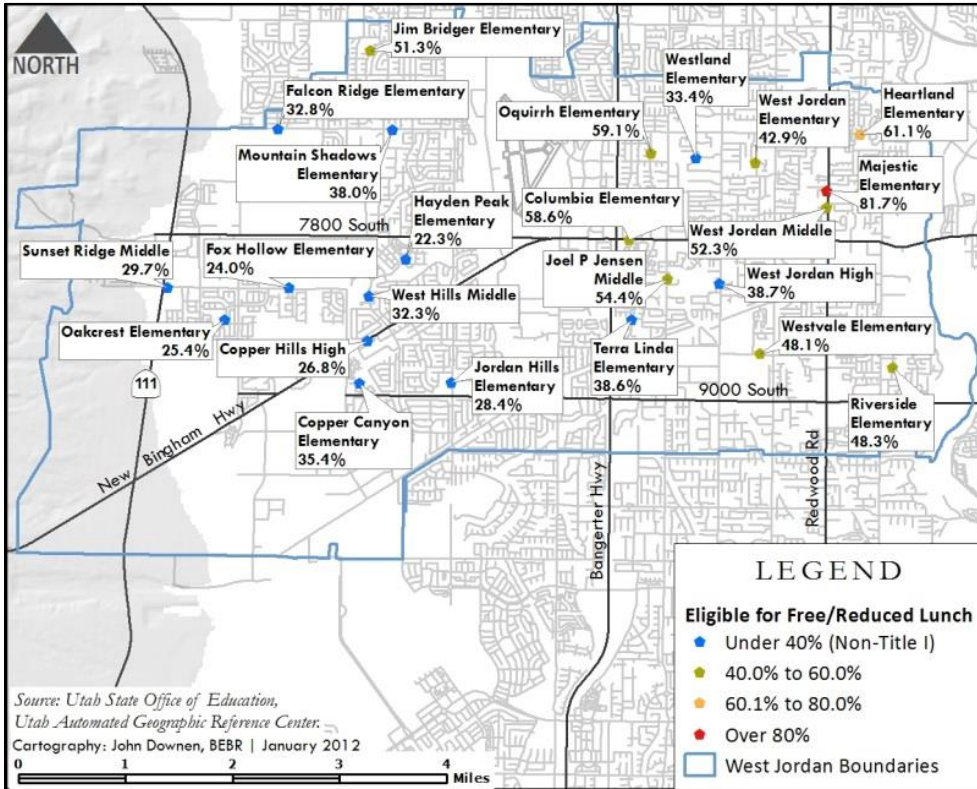 NORTH
Jim Bridger Elementary
51.3%
Falcon Ridge Elementary
32.8%
Mountain Shadows
Elementary
38.0%
Westland
Elementary
33.4%
Oquirrh Elementary
59.1%
West Jordan
Elementary
42.9%
Heartland
Elementary
61.1%
Majestic
Elementary
81.7%
Columbia Elementary
58.6%
West Jordan Middle
52.3%
Hayden Peak
Elementary
22.3%
7800 South
Sunset Ridge Middle
29.7%
Fox Hollow Elementary
24.0%
West Hills Middle
32.3%
Joel P Jensen
Middle
54.4%
West Jordan High
38.7%
Oakcrest Elementary
25.4%
Copper Hills High
26.8%
Terra Linda
Elementary
38.6%
Westvale Elementary
48.1%
Jordan Hills
Elementary
28.4%
9000 South
Riverside
Elementary
48.3%
Copper Canyon
Elementary
35.4%
111
New Bingham Hwy
Bangerter Hwy
Redwood Rd
LEGEND
Eligible for Free/Reduced Lunch
Under 40% (Non-Title I)
40.0% to 60.0%
60.1% to 80.0%
Over 80%
West Jordan Boundaries
Source: Utah State Office of Education,
Utah Automated Geographic Reference Center.
Cartography: John Downen, BEBR | January 2012
0 1 2 3 4
Miles